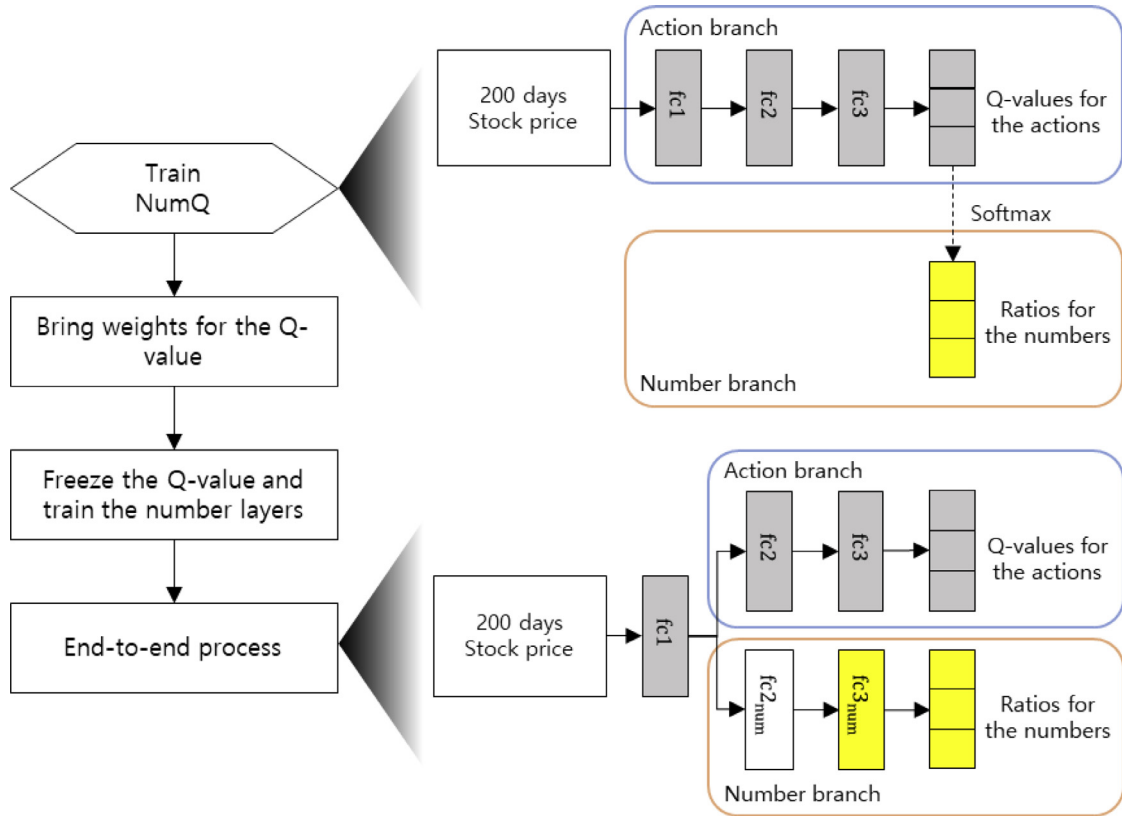 Train
NumQ
Bring weights for the Q-
value
Freeze the Q-value and
train the number layers
End-to-end process
Action branch
200 days
Stock price
fc1
fc2
fc3
Q-values for
the actions
Softmax
Ratios for
the numbers
Number branch
200 days
Stock price
fc1
Action branch
fc2
fc3
Q-values for
the actions
fc2num
fc3num
Ratios for
the numbers
Number branch